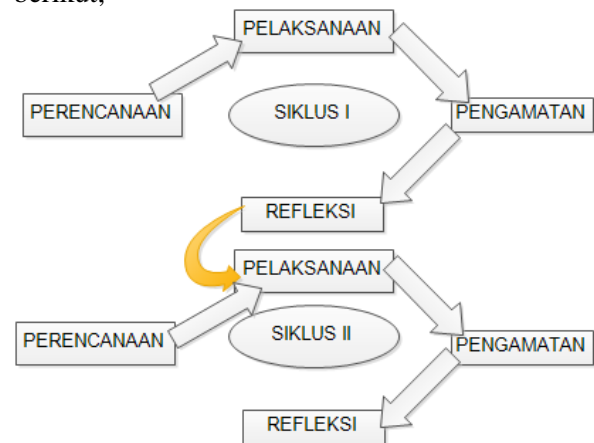 berikut,
PELAKSANAAN
PERENCANAAN
SIKLUS I
PENGAMATAN
REFLEKSI
PELAKSANAAN
PERENCANAAN
SIKLUS II
PENGAMATAN
REFLEKSI